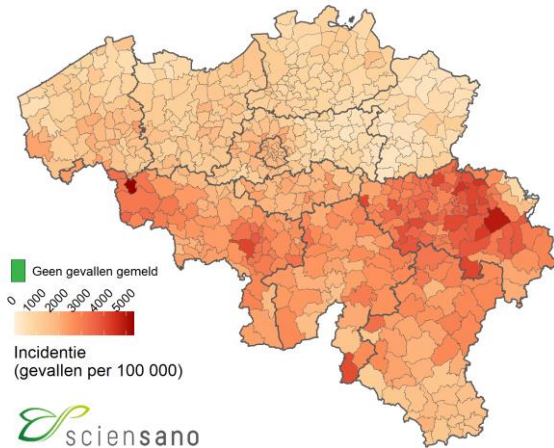 Geen gevallen gemeld
0 1000 2000 3000 4000 5000
Incidentie
(gevallen per 100 000)
sciensano